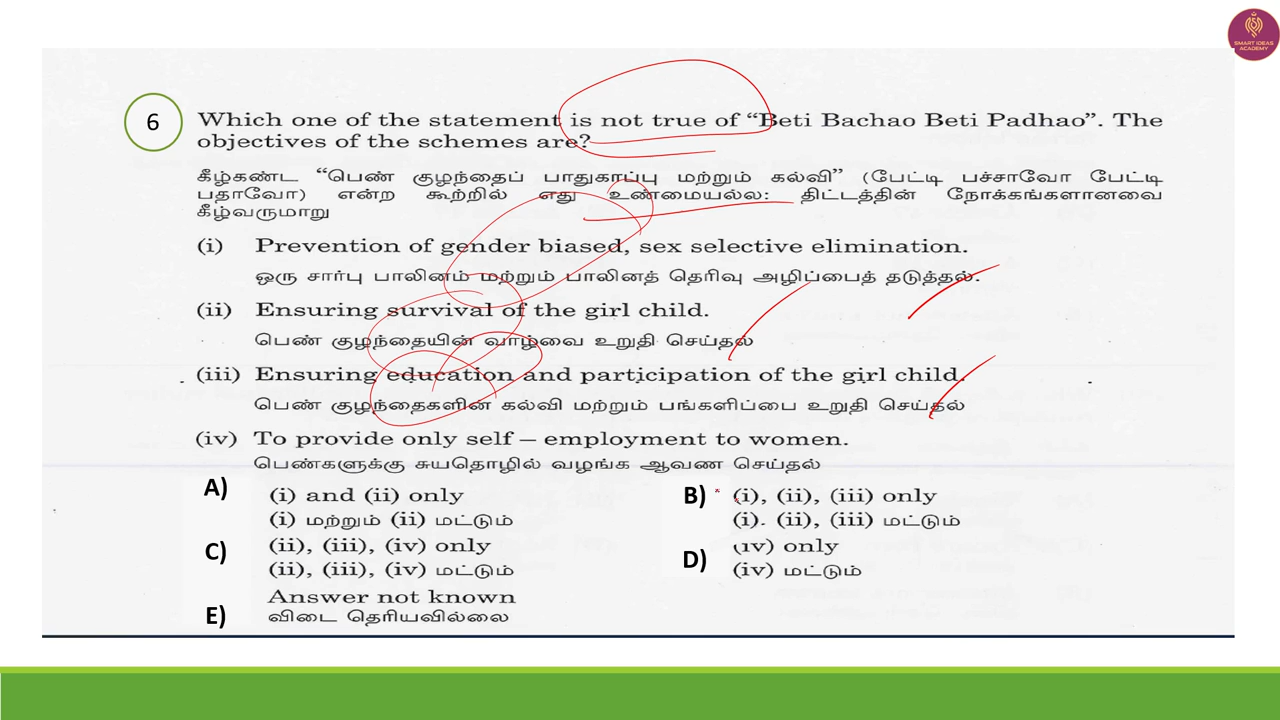 SMART IDEAS
ACADEMY
6
Which one of the statement is not true of “Beti Bachao Beti Padhao”. The
objectives of the schemes are?
கீழ்கண்ட “பெண் குழந்தைப் பாதுகாப்பு மற்றும் கல்வி” (பேட்டி பச்சாவோ பேட்டி
பதாவோ) என்ற கூற்றில் எது உண்மையல்ல: திட்டத்தின் நோக்கங்களானவை
கீழ்வருமாறு
(i) Prevention of gender biased, sex selective elimination.
ஒரு சார்பு பாலினம் மற்றும் பாலினத் தெரிவு அழிப்பைத் தடுத்தல்.
(ii) Ensuring survival of the girl child.
பெண் குழந்தையின் வாழ்வை உறுதி செய்தல்
(iii) Ensuring education and participation of the girl child.
பெண் குழந்தைகளின் கல்வி மற்றும் பங்களிப்பை உறுதி செய்தல்
(iv) To provide only self – employment to women.
பெண்களுக்கு சுயதொழில் வழங்க ஆவண செய்தல்
A) (i) and (ii) only
(i) மற்றும் (ii) மட்டும்
B) (i), (ii), (iii) only
(i). (ii), (iii) மட்டும்
C) (ii), (iii), (iv) only
(ii), (iii), (iv) மட்டும்
D) (iv) only
(iv) மட்டும்
E) Answer not known
விடை தெரியவில்லை